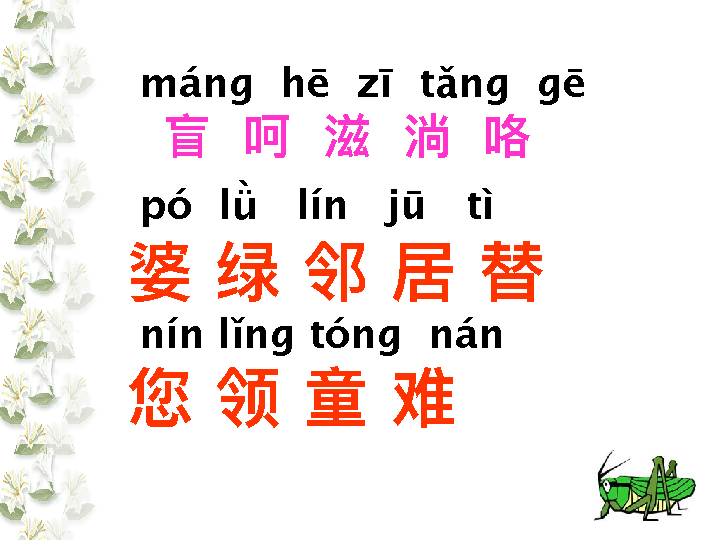 máng hē zī tǎng gē
盲 呵 滋 淌 咯
pó lǜ lín jū tì
婆 绿 邻 居 替
nín lǐng tóng nán
您 领 童 难